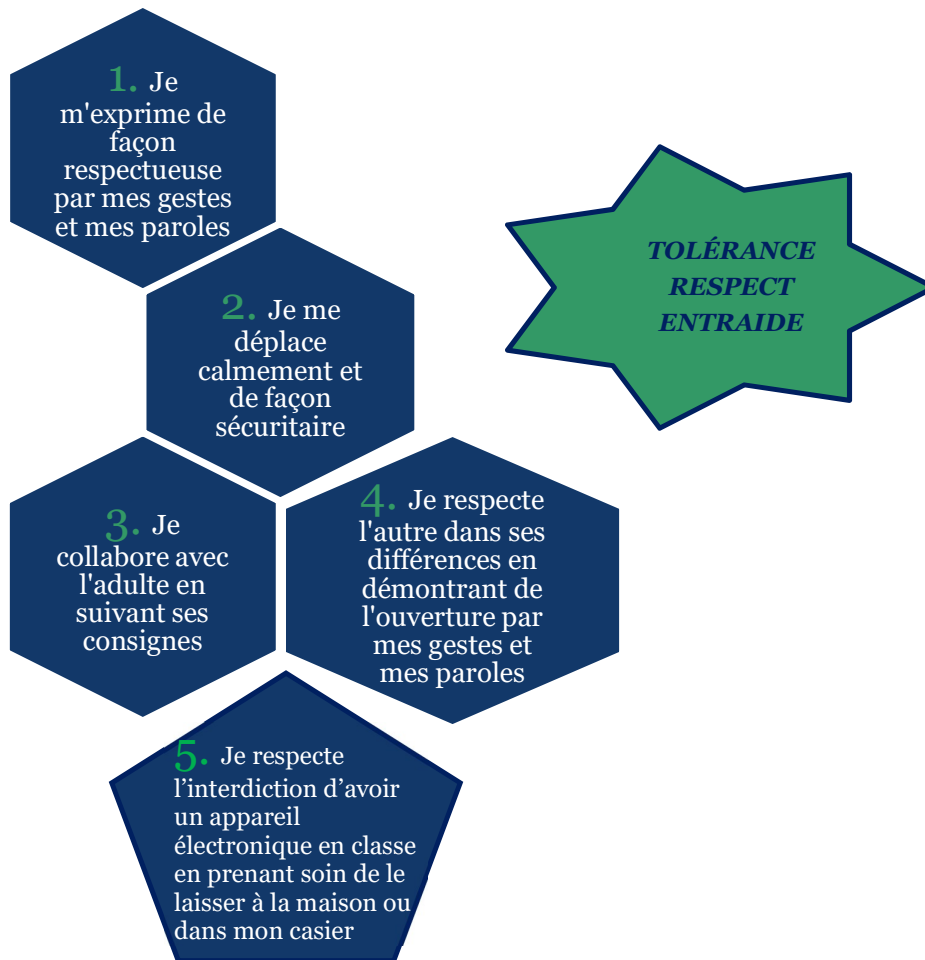 1. Je
m'exprime de
façon
respectueuse
par mes gestes
et mes paroles
2. Je me
déplace
calmement et
de façon
sécuritaire
3. Je
collabore avec
l'adulte en
suivant ses
consignes
4. Je respecte
l'autre dans ses
différences en
démontrant de
l'ouverture par
mes gestes et
mes paroles
5. Je respecte
l’interdiction d’avoir
un appareil
électronique en classe
en prenant soin de le
laisser à la maison ou
dans mon casier
TOLÉRANCE
RESPECT
ENTRAIDE